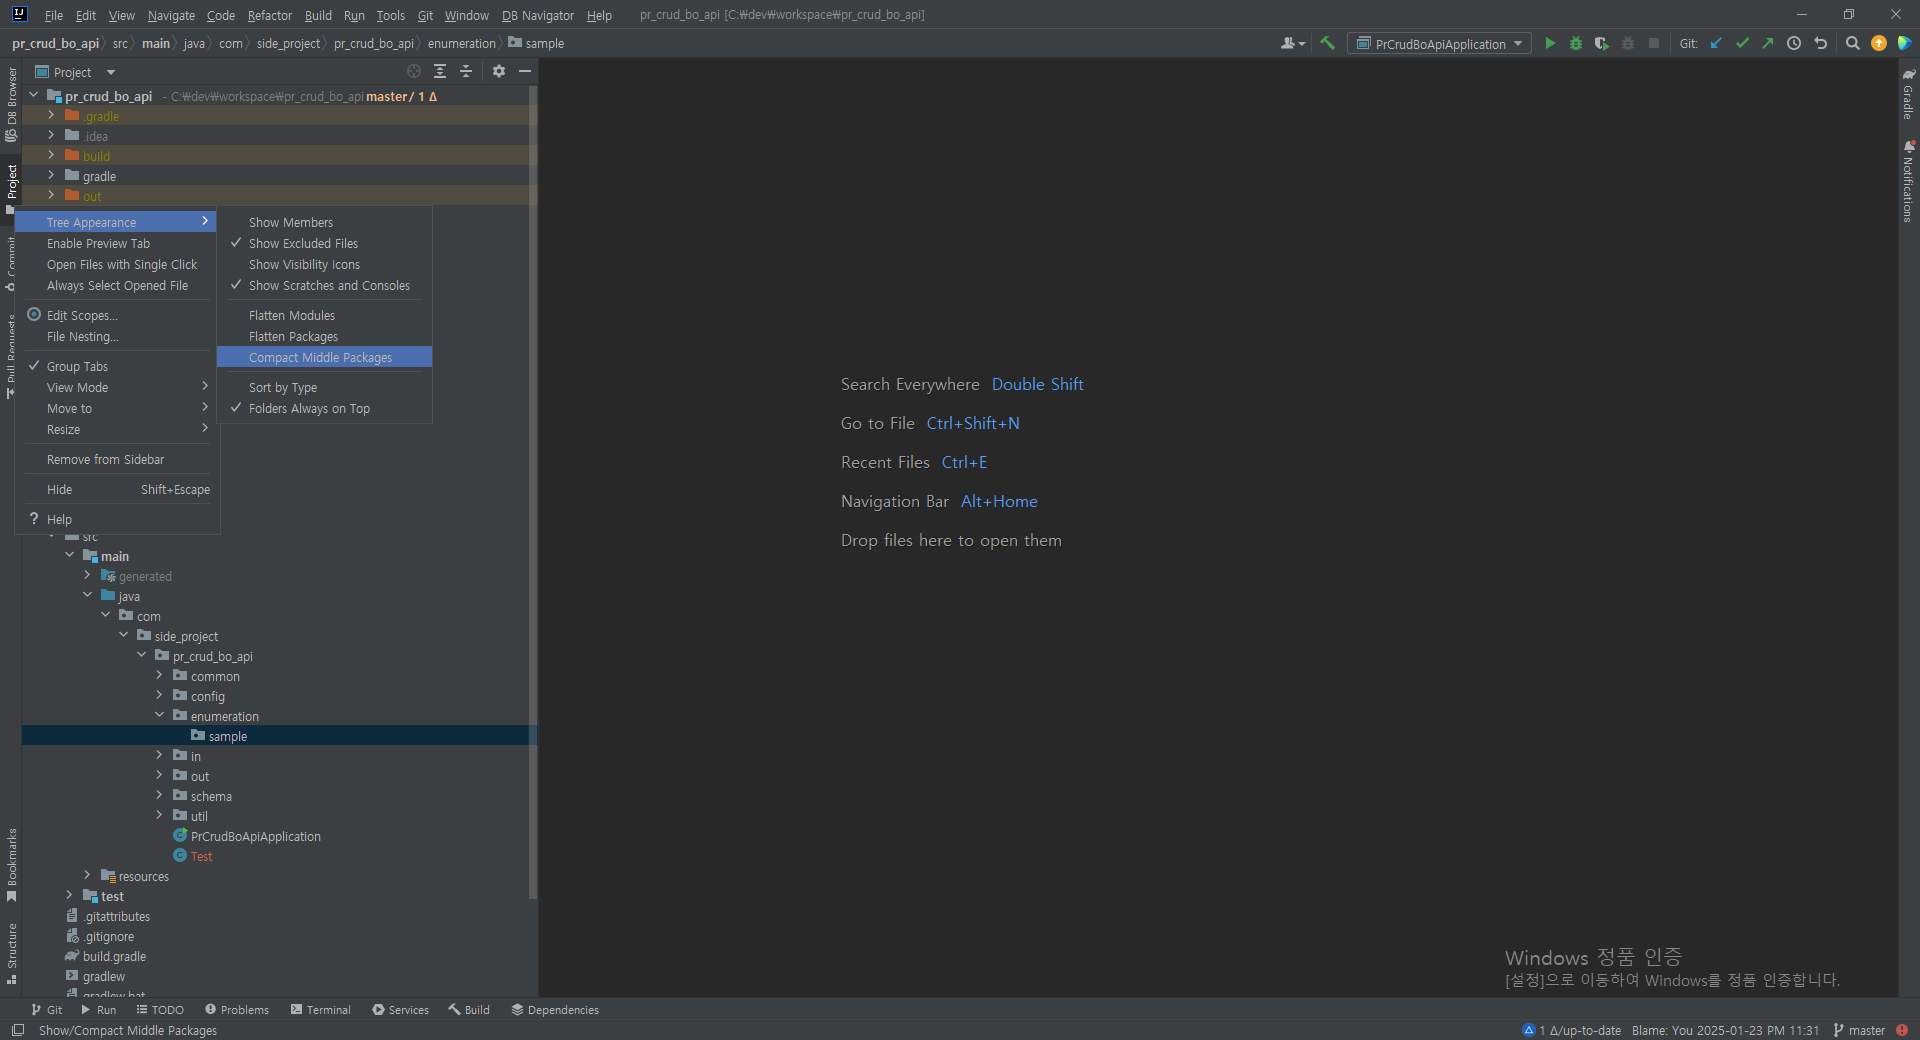 File Edit View Navigate Code Refactor Build Run Tools Git Window DB Navigator Help pr_crud_bo_api [C:₩dev₩workspace₩pr_crud_bo_api]
pr_crud_bo_api src main java com side_project pr_crud_bo_api enumeration sample PrCrudBoApiApplication Git:
Project
pr_crud_bo_api - C:₩dev₩workspace₩pr_crud_bo_api master/ 1 Δ
.gradle
.idea
build
gradle
out
Tree Appearance
Enable Preview Tab
Open Files with Single Click
Always Select Opened File
Edit Scopes...
File Nesting...
Group Tabs
View Mode
Move to
Resize
Remove from Sidebar
Hide Shift+Escape
? Help
Show Members
Show Excluded Files
Show Visibility Icons
Show Scratches and Consoles
Flatten Modules
Flatten Packages
Compact Middle Packages
Sort by Type
Folders Always on Top
src
main
generated
java
com
side_project
pr_crud_bo_api
common
config
enumeration
sample
in
out
schema
util
PrCrudBoApiApplication
Test
resources
test
.gitattributes
.gitignore
build.gradle
gradlew
gradlew.bat
DB Browser
Project
Commit
Pull Requests
Bookmarks
Structure
Search Everywhere Double Shift
Go to File Ctrl+Shift+N
Recent Files Ctrl+E
Navigation Bar Alt+Home
Drop files here to open them
Gradle
Notifications
Windows 정품 인증
[설정]으로 이동하여 Windows를 정품 인증합니다.
Git Run TODO Problems Terminal Services Build Dependencies
Show/Compact Middle Packages 1 Δ/up-to-date Blame: You 2025-01-23 PM 11:31 master